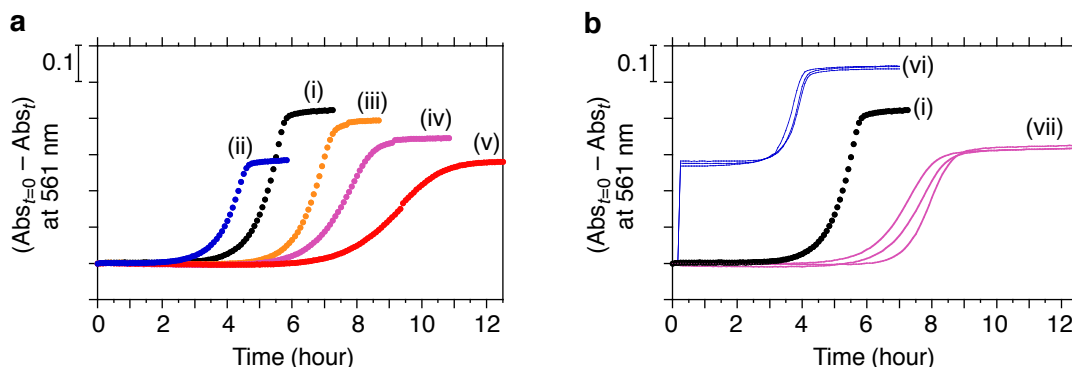 a
0.1
(Abst=0 – Abst)
at 561 nm
(i)
(ii)
(iii)
(iv)
(v)
0 2 4 6 8 10 12
Time (hour)
b
0.1
(Abst=0 – Abst)
at 561 nm
(vi)
(i)
(vii)
0 2 4 6 8 10 12
Time (hour)